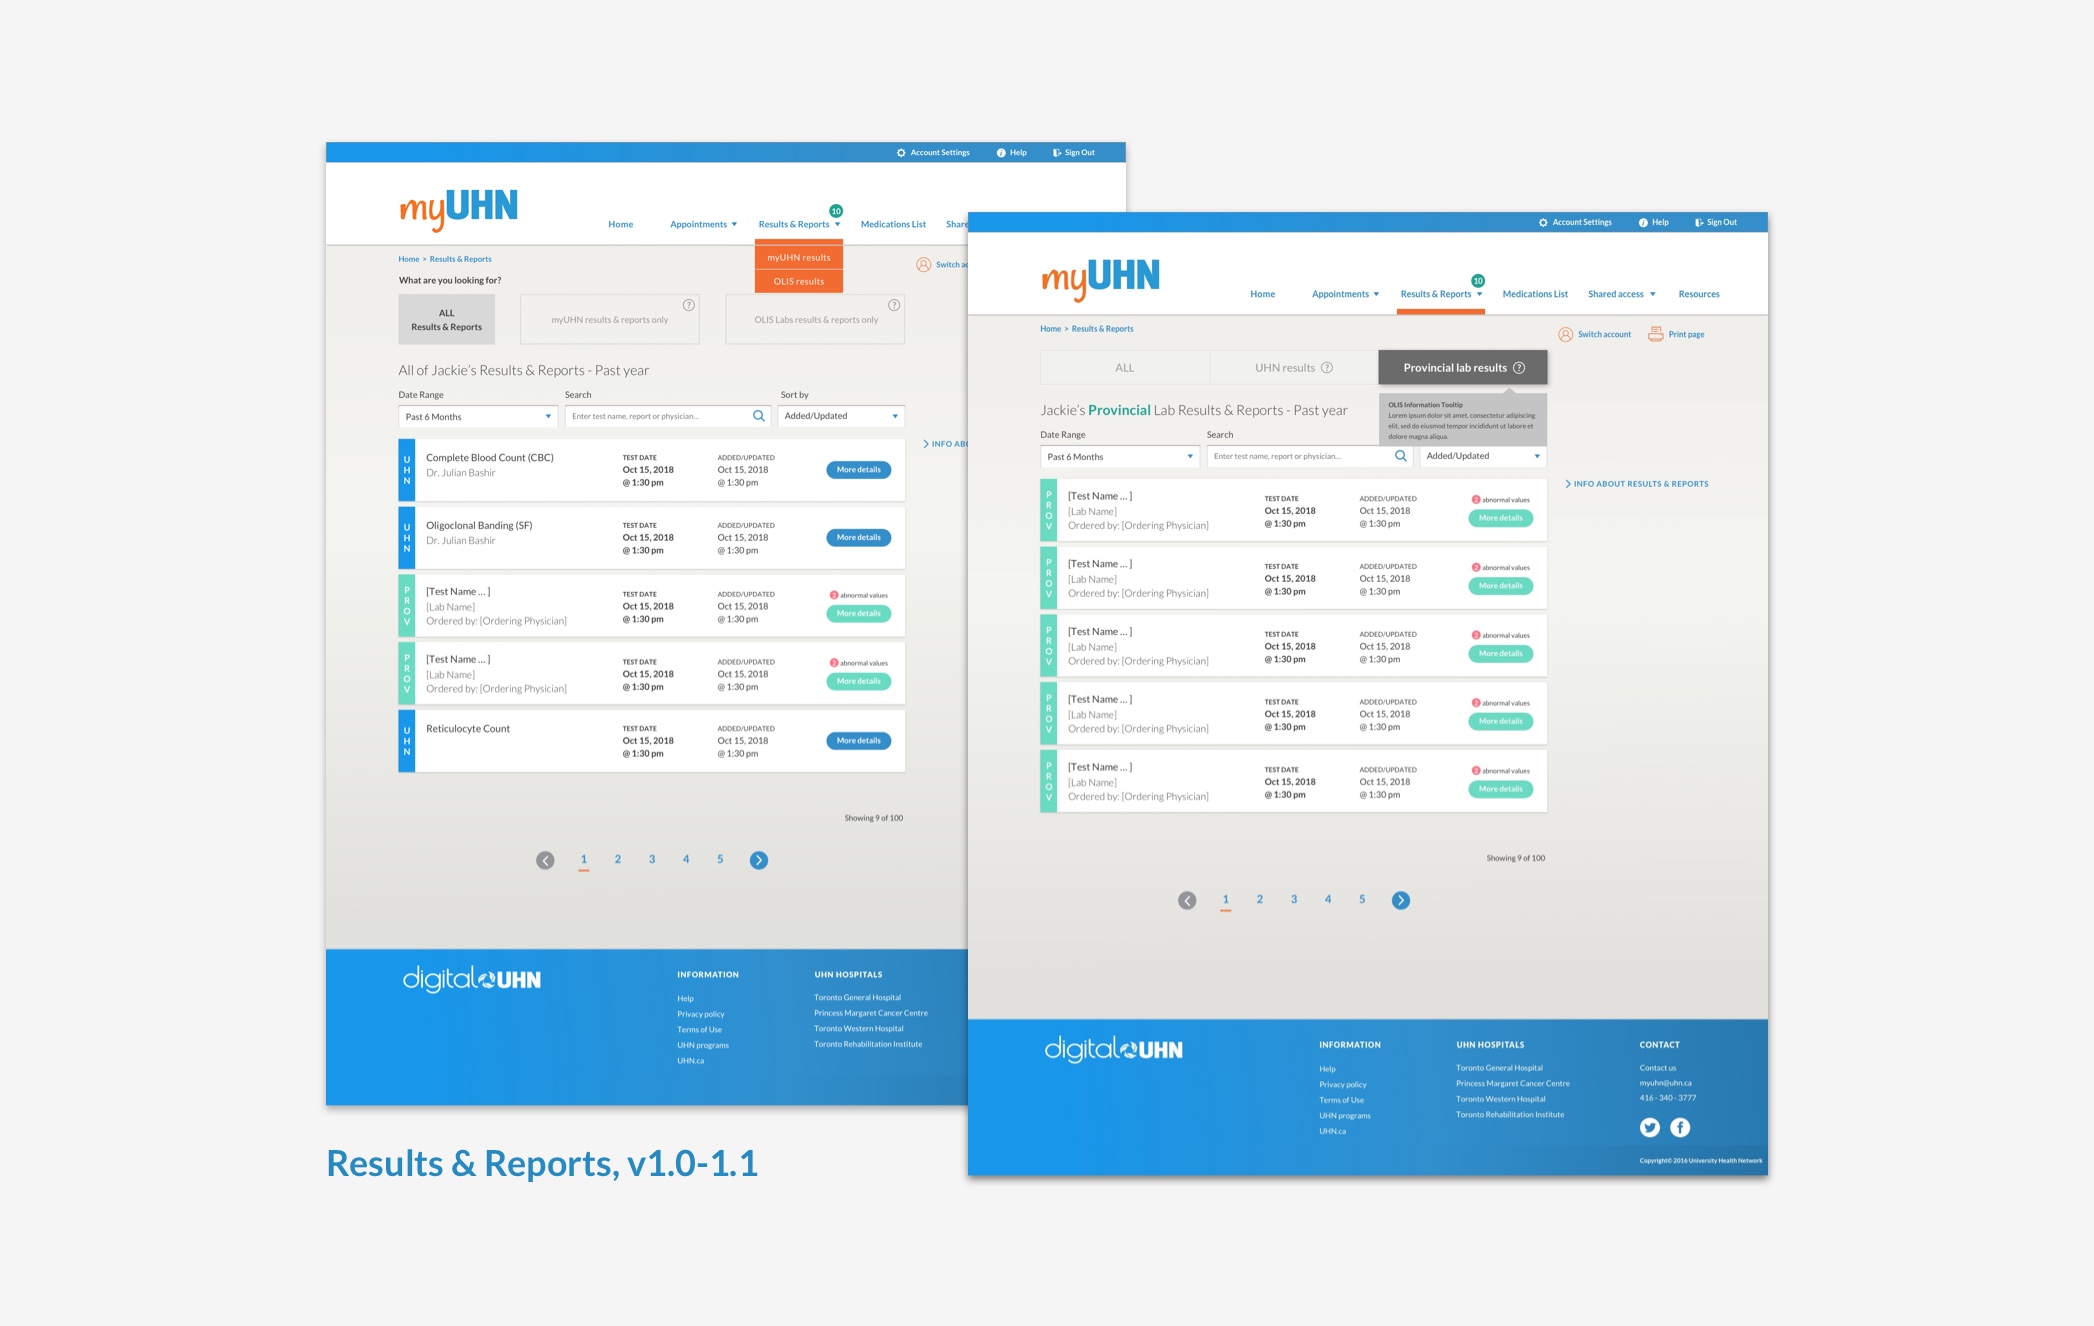 Account Settings Help Sign Out
myUHN
Home Appointments Results & Reports 10 Medications List Share
myUHN results
OLIS results
Home > Results & Reports
Switch ac
What are you looking for?
ALL
Results & Reports
myUHN results & reports only ?
OLIS Labs results & reports only ?
All of Jackie's Results & Reports - Past year
Date Range Search Sort by
Past 6 Months Enter test name, report or physician... Added/Updated
INFO ABO
UHN
Complete Blood Count (CBC)
Dr. Julian Bashir
TEST DATE
Oct 15, 2018
@ 1:30 pm
ADDED/UPDATED
Oct 15, 2018
@ 1:30 pm
More details
UHN
Oligoclonal Banding (SF)
Dr. Julian Bashir
TEST DATE
Oct 15, 2018
@ 1:30 pm
ADDED/UPDATED
Oct 15, 2018
@ 1:30 pm
More details
PROV
[Test Name ... ]
[Lab Name]
Ordered by: [Ordering Physician]
TEST DATE
Oct 15, 2018
@ 1:30 pm
ADDED/UPDATED
Oct 15, 2018
@ 1:30 pm
2 abnormal values
More details
PROV
[Test Name ... ]
[Lab Name]
Ordered by: [Ordering Physician]
TEST DATE
Oct 15, 2018
@ 1:30 pm
ADDED/UPDATED
Oct 15, 2018
@ 1:30 pm
2 abnormal values
More details
UHN
Reticulocyte Count
TEST DATE
Oct 15, 2018
@ 1:30 pm
ADDED/UPDATED
Oct 15, 2018
@ 1:30 pm
More details
Showing 9 of 100
1 2 3 4 5
digital UHN
INFORMATION
Help
Privacy policy
Terms of Use
UHN programs
UHN.ca
UHN HOSPITALS
Toronto General Hospital
Princess Margaret Cancer Centre
Toronto Western Hospital
Toronto Rehabilitation Institute
Results & Reports, v1.0-1.1
Account Settings Help Sign Out
myUHN
Home Appointments Results & Reports 10 Medications List Shared access Resources
Home > Results & Reports
Switch account Print page
ALL UHN results ? Provincial lab results ?
OLIS Information Tooltip
Lorem ipsum dolor sit amet, consectetur adipiscing
elit, sed do eiusmod tempor incididunt ut labore et
dolore magna aliqua.
Jackie's Provincial Lab Results & Reports - Past year
Date Range Search
Past 6 Months Enter test name, report or physician... Added/Updated
INFO ABOUT RESULTS & REPORTS
PROV
[Test Name ... ]
[Lab Name]
Ordered by: [Ordering Physician]
TEST DATE
Oct 15, 2018
@ 1:30 pm
ADDED/UPDATED
Oct 15, 2018
@ 1:30 pm
2 abnormal values
More details
PROV
[Test Name ... ]
[Lab Name]
Ordered by: [Ordering Physician]
TEST DATE
Oct 15, 2018
@ 1:30 pm
ADDED/UPDATED
Oct 15, 2018
@ 1:30 pm
2 abnormal values
More details
PROV
[Test Name ... ]
[Lab Name]
Ordered by: [Ordering Physician]
TEST DATE
Oct 15, 2018
@ 1:30 pm
ADDED/UPDATED
Oct 15, 2018
@ 1:30 pm
2 abnormal values
More details
PROV
[Test Name ... ]
[Lab Name]
Ordered by: [Ordering Physician]
TEST DATE
Oct 15, 2018
@ 1:30 pm
ADDED/UPDATED
Oct 15, 2018
@ 1:30 pm
2 abnormal values
More details
PROV
[Test Name ... ]
[Lab Name]
Ordered by: [Ordering Physician]
TEST DATE
Oct 15, 2018
@ 1:30 pm
ADDED/UPDATED
Oct 15, 2018
@ 1:30 pm
2 abnormal values
More details
Showing 9 of 100
1 2 3 4 5
digital UHN
INFORMATION
Help
Privacy policy
Terms of Use
UHN programs
UHN.ca
UHN HOSPITALS
Toronto General Hospital
Princess Margaret Cancer Centre
Toronto Western Hospital
Toronto Rehabilitation Institute
CONTACT
Contact us
myuhn@uhn.ca
416 - 340 - 3777
Copyright© 2016 University Health Network